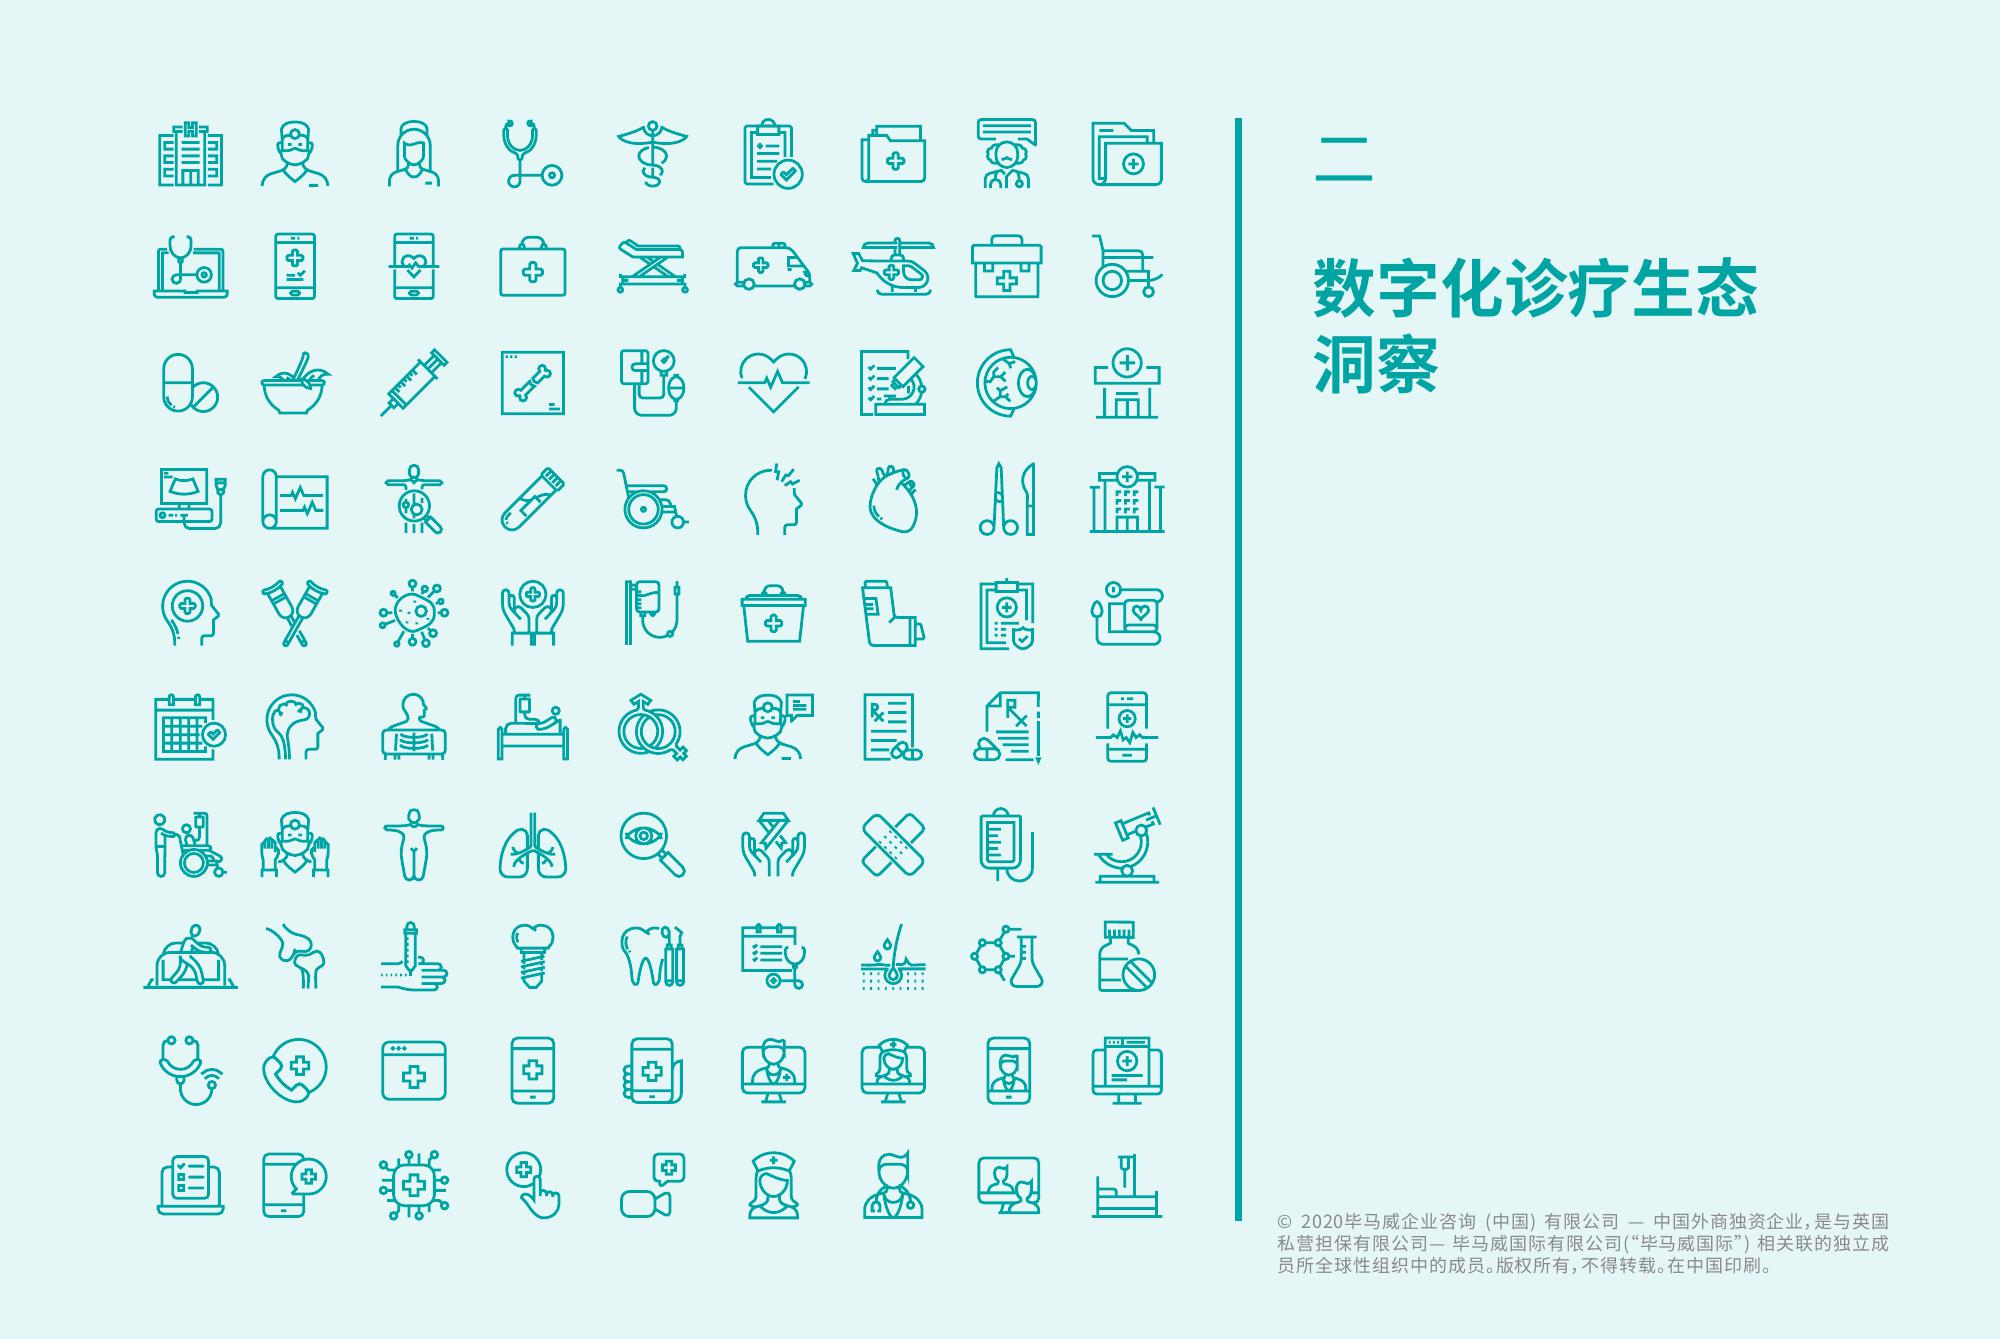 二
数字化诊疗生态
洞察
© 2020毕马威企业咨询 (中国) 有限公司 — 中国外商独资企业，是与英国
私营担保有限公司— 毕马威国际有限公司(“毕马威国际”) 相关联的独立成
员所全球性组织中的成员。版权所有，不得转载。在中国印刷。